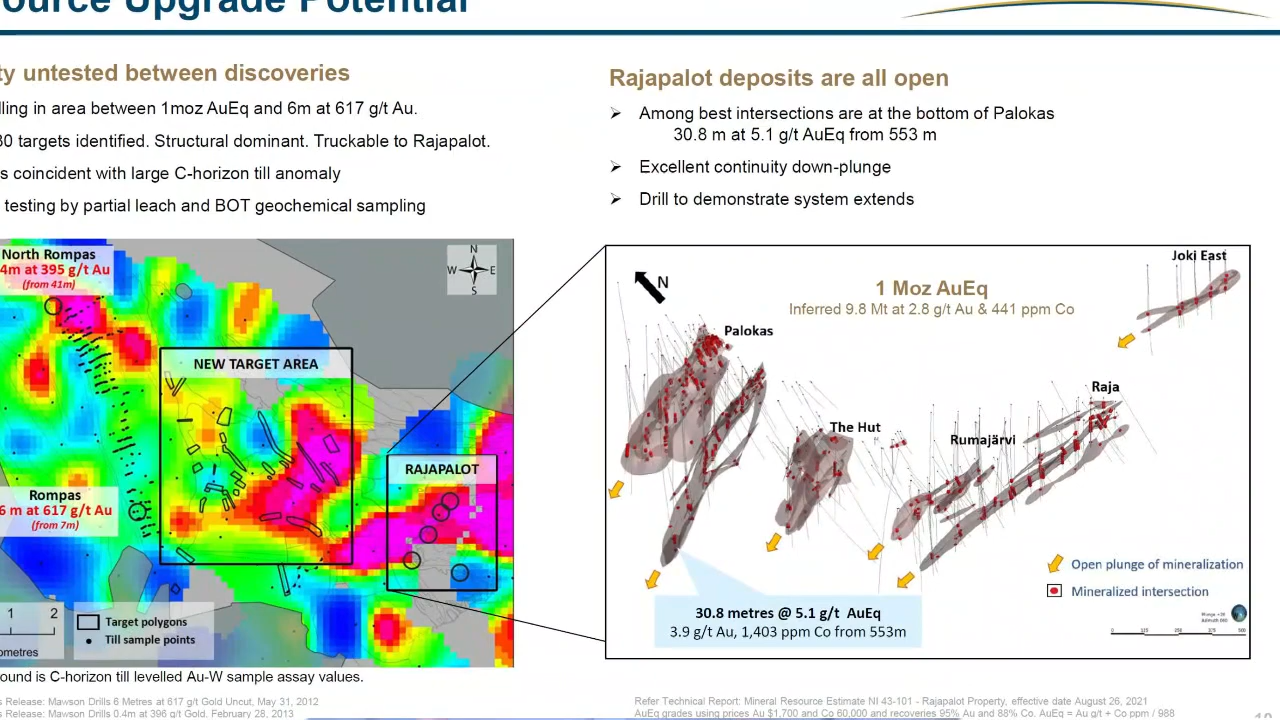 ource Upgrade Potential
ty untested between discoveries
lling in area between 1moz AuEq and 6m at 617 g/t Au.
30 targets identified. Structural dominant. Truckable to Rajapalot.
s coincident with large C-horizon till anomaly
testing by partial leach and BOT geochemical sampling
Rajapalot deposits are all open
➢ Among best intersections are at the bottom of Palokas
30.8 m at 5.1 g/t AuEq from 553 m
➢ Excellent continuity down-plunge
➢ Drill to demonstrate system extends
North Rompas
4m at 395 g/t Au
(from 41m)
N
W E
S
NEW TARGET AREA
RAJAPALOT
Rompas
6 m at 617 g/t Au
(from 7m)
1 2
ometres
Target polygons
Till sample points
N
1 Moz AuEq
Inferred 9.8 Mt at 2.8 g/t Au & 441 ppm Co
Joki East
Palokas
The Hut
Raja
Rumajärvi
Open plunge of mineralization
Mineralized intersection
30.8 metres @ 5.1 g/t AuEq
3.9 g/t Au, 1,403 ppm Co from 553m
Plunge +26
Azimuth 050
0 125 250 375 500
ound is C-horizon till levelled Au-W sample assay values.
s Release: Mawson Drills 6 Metres at 617 g/t Gold Uncut, May 31, 2012
s Release: Mawson Drills 0.4m at 396 g/t Gold. February 28, 2013
Refer Technical Report: Mineral Resource Estimate NI 43-101 - Rajapalot Property, effective date August 26, 2021
AuEq grades using prices Au $1,700 and Co 60,000 and recoveries 95% Au and 88% Co. AuEq = Au g/t + Co ppm / 988